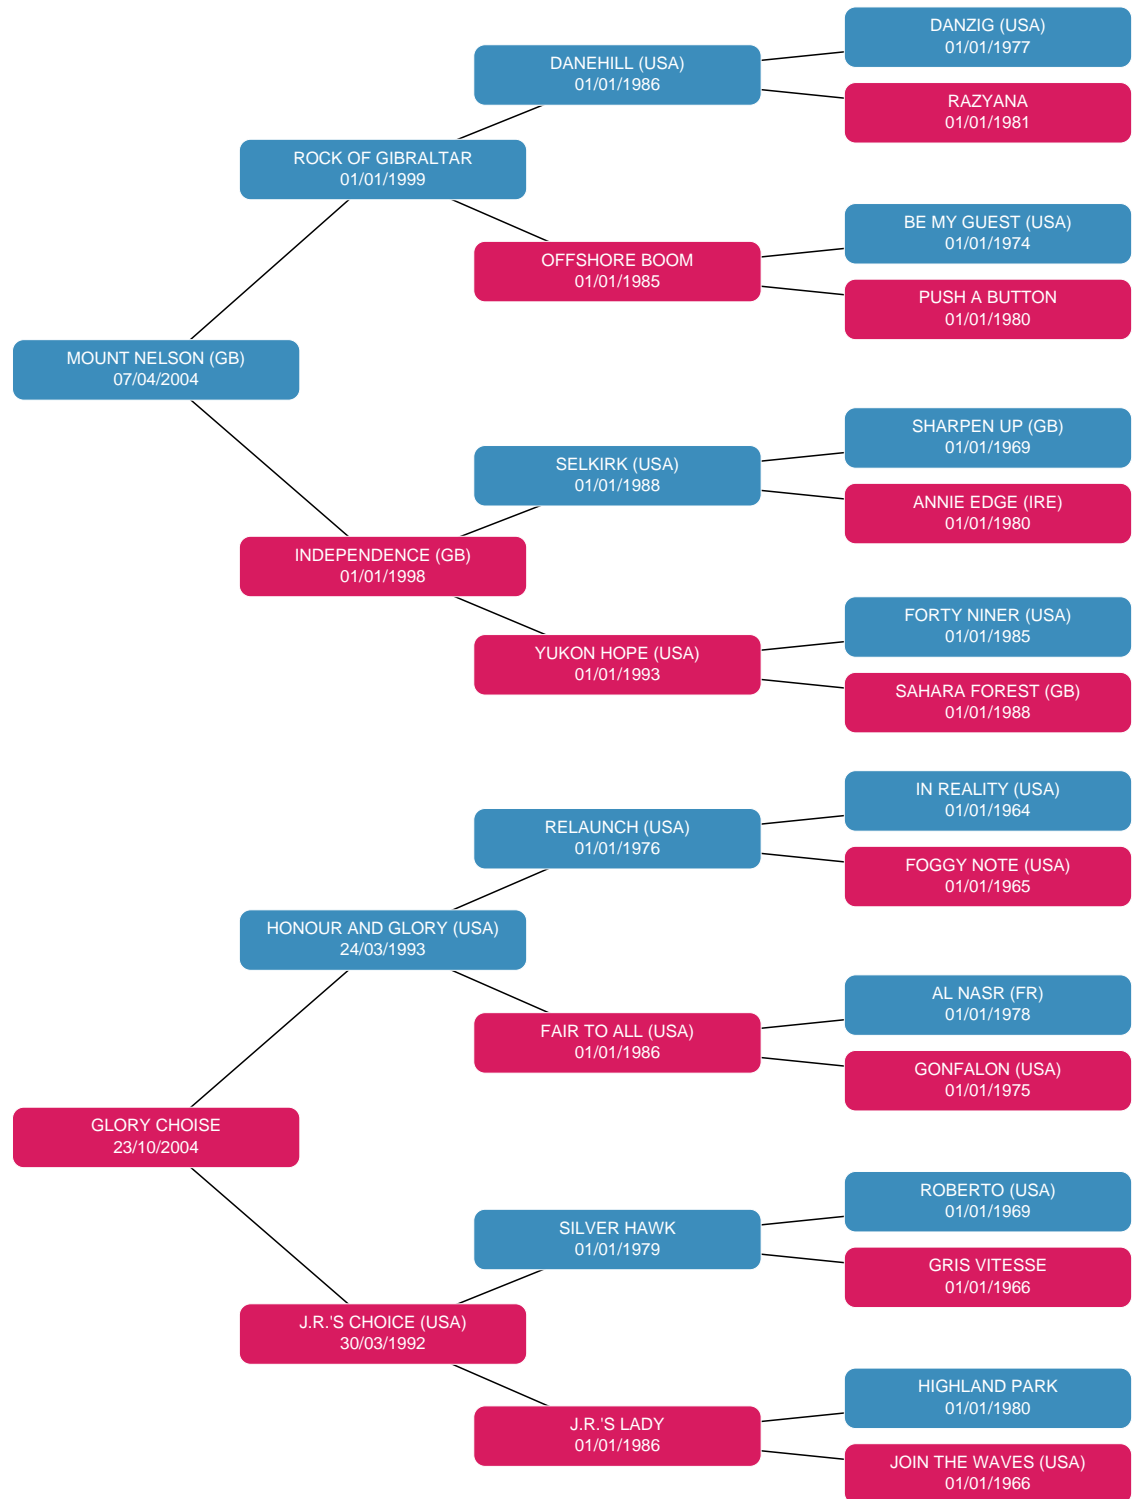 DANZIG (USA)
01/01/1977
DANEHILL (USA)
01/01/1986
RAZYANA
01/01/1981
ROCK OF GIBRALTAR
01/01/1999
BE MY GUEST (USA)
01/01/1974
OFFSHORE BOOM
01/01/1985
PUSH A BUTTON
01/01/1980
MOUNT NELSON (GB)
07/04/2004
SHARPEN UP (GB)
01/01/1969
SELKIRK (USA)
01/01/1988
ANNIE EDGE (IRE)
01/01/1980
INDEPENDENCE (GB)
01/01/1998
FORTY NINER (USA)
01/01/1985
YUKON HOPE (USA)
01/01/1993
SAHARA FOREST (GB)
01/01/1988
IN REALITY (USA)
01/01/1964
RELAUNCH (USA)
01/01/1976
FOGGY NOTE (USA)
01/01/1965
HONOUR AND GLORY (USA)
24/03/1993
AL NASR (FR)
01/01/1978
FAIR TO ALL (USA)
01/01/1986
GONFALON (USA)
01/01/1975
GLORY CHOISE
23/10/2004
ROBERTO (USA)
01/01/1969
SILVER HAWK
01/01/1979
GRIS VITESSE
01/01/1966
J.R.'S CHOICE (USA)
30/03/1992
HIGHLAND PARK
01/01/1980
J.R.'S LADY
01/01/1986
JOIN THE WAVES (USA)
01/01/1966